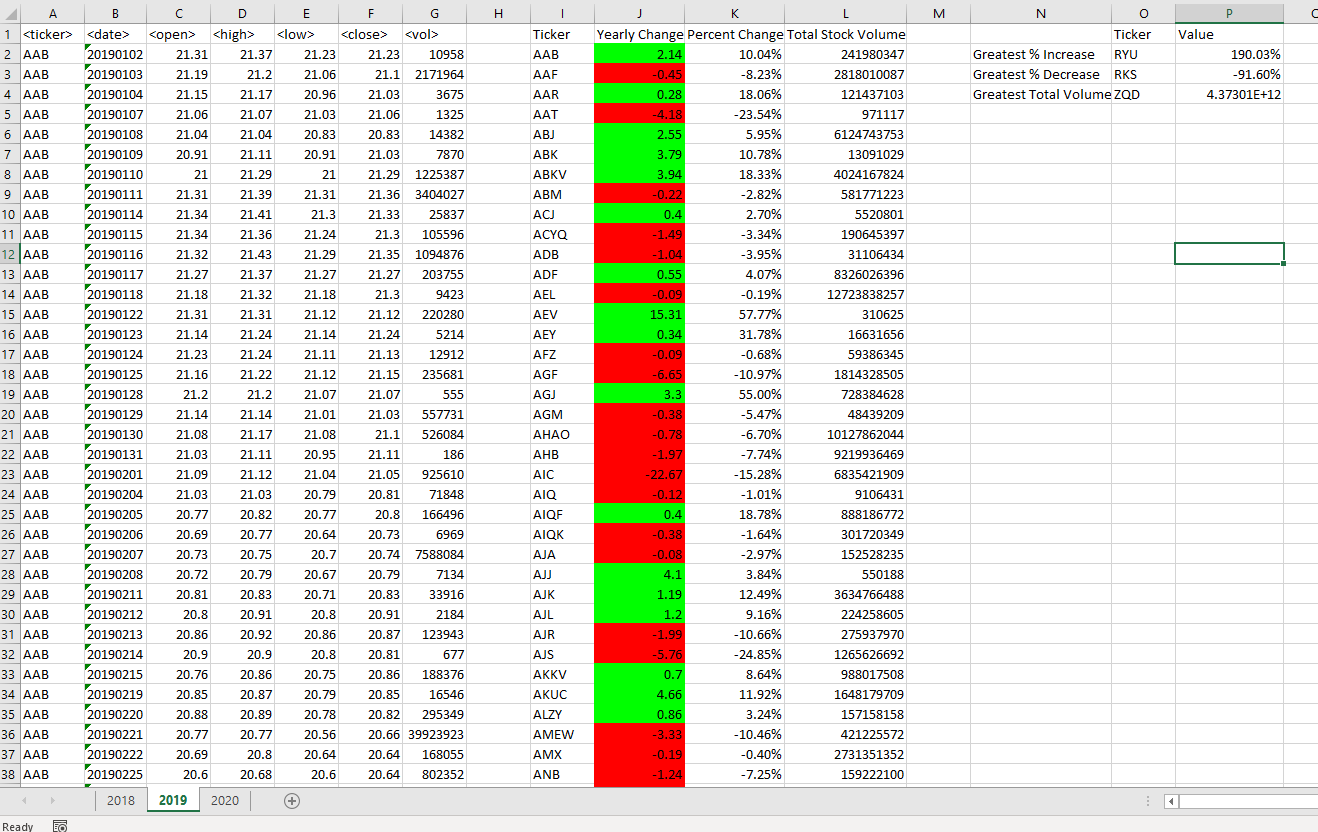 A B C D E F G H I J K L M N O P
1 <ticker> <date> <open> <high> <low> <close> <vol> Ticker Yearly Change Percent Change Total Stock Volume Ticker Value
2 AAB 20190102 21.31 21.37 21.23 21.23 10958 AAB 2.14 10.04% 241980347 Greatest % Increase RYU 190.03%
3 AAB 20190103 21.19 21.2 21.06 21.1 2171964 AAF -0.45 -8.23% 2818010087 Greatest % Decrease RKS -91.60%
4 AAB 20190104 21.15 21.17 20.96 21.03 3675 AAR 0.28 18.06% 121437103 Greatest Total Volume ZQD 4.37301E+12
5 AAB 20190107 21.06 21.07 21.03 21.06 1325 AAT -4.18 -23.54% 971117
6 AAB 20190108 21.04 21.04 20.83 20.83 14382 ABJ 2.55 5.95% 6124743753
7 AAB 20190109 20.91 21.11 20.91 21.03 7870 ABK 3.79 10.78% 13091029
8 AAB 20190110 21 21.29 21 21.29 1225387 ABKV 3.94 18.33% 4024167824
9 AAB 20190111 21.31 21.39 21.31 21.36 3404027 ABM -0.22 -2.82% 581771223
10 AAB 20190114 21.34 21.41 21.3 21.33 25837 ACJ 0.4 2.70% 5520801
11 AAB 20190115 21.34 21.36 21.24 21.3 105596 ACYQ -1.49 -3.34% 190645397
12 AAB 20190116 21.32 21.43 21.29 21.35 1094876 ADB -1.04 -3.95% 31106434
13 AAB 20190117 21.27 21.37 21.27 21.27 203755 ADF 0.55 4.07% 8326026396
14 AAB 20190118 21.18 21.32 21.18 21.3 9423 AEL -0.09 -0.19% 12723838257
15 AAB 20190122 21.31 21.31 21.12 21.12 220280 AEV 15.31 57.77% 310625
16 AAB 20190123 21.14 21.24 21.14 21.24 5214 AEY 0.34 31.78% 16631656
17 AAB 20190124 21.23 21.24 21.11 21.13 12912 AFZ -0.09 -0.68% 59386345
18 AAB 20190125 21.16 21.22 21.12 21.15 235681 AGF -6.65 -10.97% 1814328505
19 AAB 20190128 21.2 21.2 21.07 21.07 555 AGJ 3.3 55.00% 728384628
20 AAB 20190129 21.14 21.14 21.01 21.03 557731 AGM -0.38 -5.47% 48439209
21 AAB 20190130 21.08 21.17 21.08 21.1 526084 AHAO -0.78 -6.70% 10127862044
22 AAB 20190131 21.03 21.11 20.95 21.11 186 AHB -1.97 -7.74% 9219936469
23 AAB 20190201 21.09 21.12 21.04 21.05 925610 AIC -22.67 -15.28% 6835421909
24 AAB 20190204 21.03 21.03 20.79 20.81 71848 AIQ -0.12 -1.01% 9106431
25 AAB 20190205 20.77 20.82 20.77 20.8 166496 AIQF 0.4 18.78% 888186772
26 AAB 20190206 20.69 20.77 20.64 20.73 6969 AIQK -0.38 -1.64% 301720349
27 AAB 20190207 20.73 20.75 20.7 20.74 7588084 AJA -0.08 -2.97% 152528235
28 AAB 20190208 20.72 20.79 20.67 20.79 7134 AJJ 4.1 3.84% 550188
29 AAB 20190211 20.81 20.83 20.71 20.83 33916 AJK 1.19 12.49% 3634766488
30 AAB 20190212 20.8 20.91 20.8 20.91 2184 AJL 1.2 9.16% 224258605
31 AAB 20190213 20.86 20.92 20.86 20.87 123943 AJR -1.99 -10.66% 275937970
32 AAB 20190214 20.9 20.9 20.8 20.81 677 AJS -5.76 -24.85% 1265626692
33 AAB 20190215 20.76 20.86 20.75 20.86 188376 AKKV 0.7 8.64% 988017508
34 AAB 20190219 20.85 20.87 20.79 20.85 16546 AKUC 4.66 11.92% 1648179709
35 AAB 20190220 20.88 20.89 20.78 20.82 295349 ALZY 0.86 3.24% 157158158
36 AAB 20190221 20.77 20.77 20.56 20.66 39923923 AMEW -3.33 -10.46% 421225572
37 AAB 20190222 20.69 20.8 20.64 20.64 168055 AMX -0.19 -0.40% 2731351352
38 AAB 20190225 20.6 20.68 20.6 20.64 802352 ANB -1.24 -7.25% 159222100
2018 2019 2020
Ready